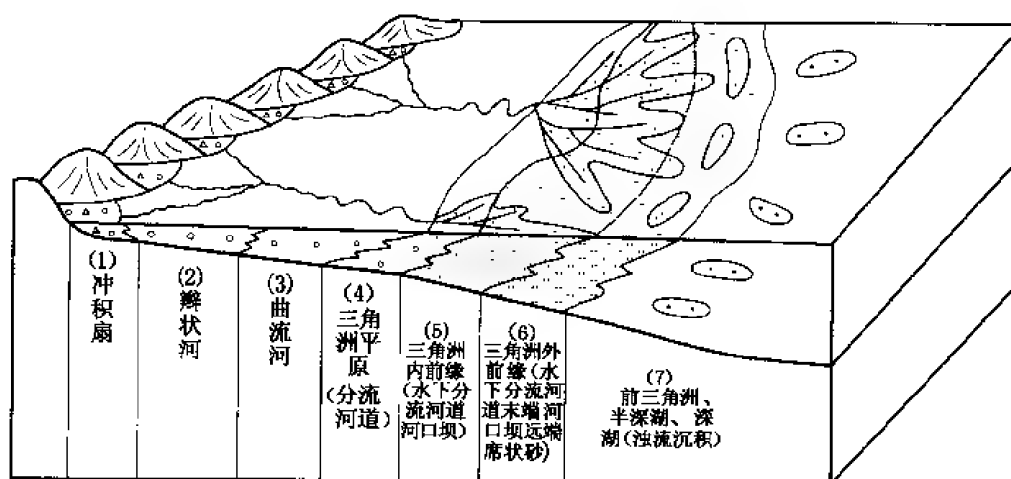 (1)
冲
积
扇
(2)
辫
状
河
(3)
曲
流
河
(4)
三角
洲平
原
(分流
河道)
(5)
三角洲
内前缘
(水下分
流河道
河口坝)
(6)
三角洲外
前缘(水
下分流河
道末端河
口坝远端
席状砂)
(7)
前三角洲、
半深湖、深
湖(浊流沉积)